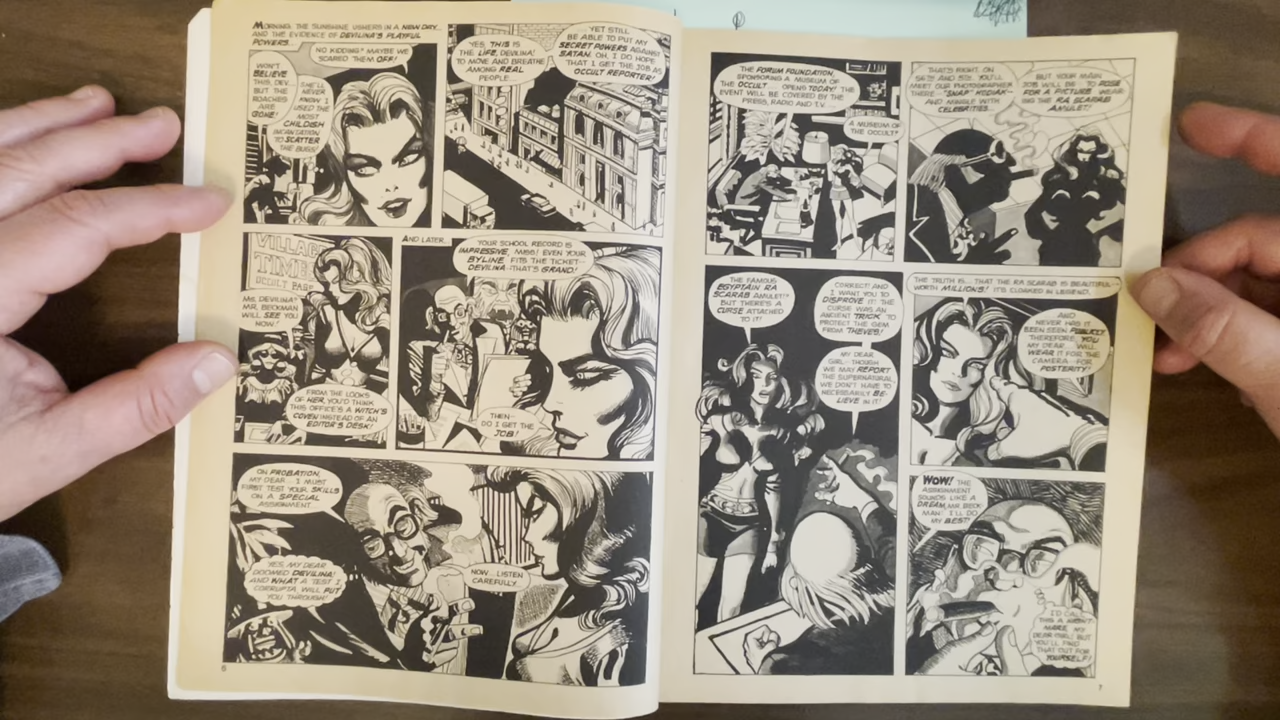 MORNING. THE SUNSHINE USHERS IN A NEW DAY...
AND THE EVIDENCE OF DEVILINA'S PLAYFUL
POWERS...
WON'T
BELIEVE
THIS, DEV.
BUT THE
ROACHES
ARE
GONE!
NO KIDDING? MAYBE WE
SCARED THEM OFF!
SHE'LL
NEVER
KNOW I
USED THE
MOST
CHILDISH
INCANTATION
TO SCATTER
THE BUGS!
YES, THIS IS
THE LIFE, DEVILINA!
TO MOVE AND BREATHE
AMONG REAL
PEOPLE...
YET STILL
BE ABLE TO PUT MY
SECRET POWERS AGAINST
SATAN. OH, I DO HOPE
THAT I GET THE JOB AS
OCCULT REPORTER!
VILLAGE
TIMES
OCCULT
MS. DEVILINA?
MR. BECKMAN
WILL SEE YOU
NOW!
FROM THE LOOKS
OF HER, YOU'D THINK
THIS OFFICE'S A WITCH'S
COVEN INSTEAD OF AN
EDITOR'S DESK!
AND LATER...
YOUR SCHOOL RECORD IS
IMPRESSIVE, MISS! EVEN YOUR
BYLINE FITS THE TICKET--
DEVILINA--THAT'S GRAND!
THEN--
DO I GET THE
JOB?
ON PROBATION,
MY DEAR... I MUST
FIRST TEST YOUR SKILLS
ON A SPECIAL
ASSIGNMENT...
YES, MY DEAR
DOOMED DEVILINA!
AND WHAT A TEST I,
CORRUPTA, WILL PUT
YOU THROUGH!
NOW... LISTEN
CAREFULLY...
6
THE FORUM FOUNDATION,
SPONSORING A MUSEUM OF
THE OCCULT... OPENS TODAY! THE
EVENT WILL BE COVERED BY THE
PRESS, RADIO AND T.V...
A MUSEUM OF
THE OCCULT?
THAT'S RIGHT, ON
MEET OUR PHOTOGRAPHER
THERE--
AND MINGLE WITH
CELEBRITIES...
BUT YOUR MAIN
JOB WILL BE TO POSE
FOR A PICTURE WEAR-
ING THE RA SCARAB
AMULET!
THE FAMOUS
EGYPTAIN RA
SCARAB AMULET?
BUT THERE'S A
CURSE ATTACHED
TO IT!
CORRECT! AND
I WANT YOU TO
DISPROVE IT! THE
CURSE WAS AN
ANCIENT TRICK TO
PROTECT THE GEM
FROM THIEVES!
MY DEAR
GIRL--THOUGH
WE MAY REPORT
THE SUPERNATURAL,
WE DON'T HAVE TO
NECESSARILY BE-
LIEVE IN IT!
THE TRUTH IS... THAT THE RA SCARAB IS BEAUTIFUL--
WORTH MILLIONS! IT'S CLOAKED IN LEGEND...
AND
NEVER HAS IT
BEEN SEEN PUBLICLY.
THEREFORE, YOU
MY DEAR... WILL
WEAR IT FOR THE
CAMERA--FOR
POSTERITY!
WOW! THE
ASSIGNMENT
SOUNDS LIKE A
DREAM, MR. BECK-
MAN! I'LL DO
MY BEST!
I'D CALL
THIS A NIGHT-
MARE, MY
DEAR GIRL! BUT
YOU'LL FIND
THAT OUT FOR
YOURSELF!
7